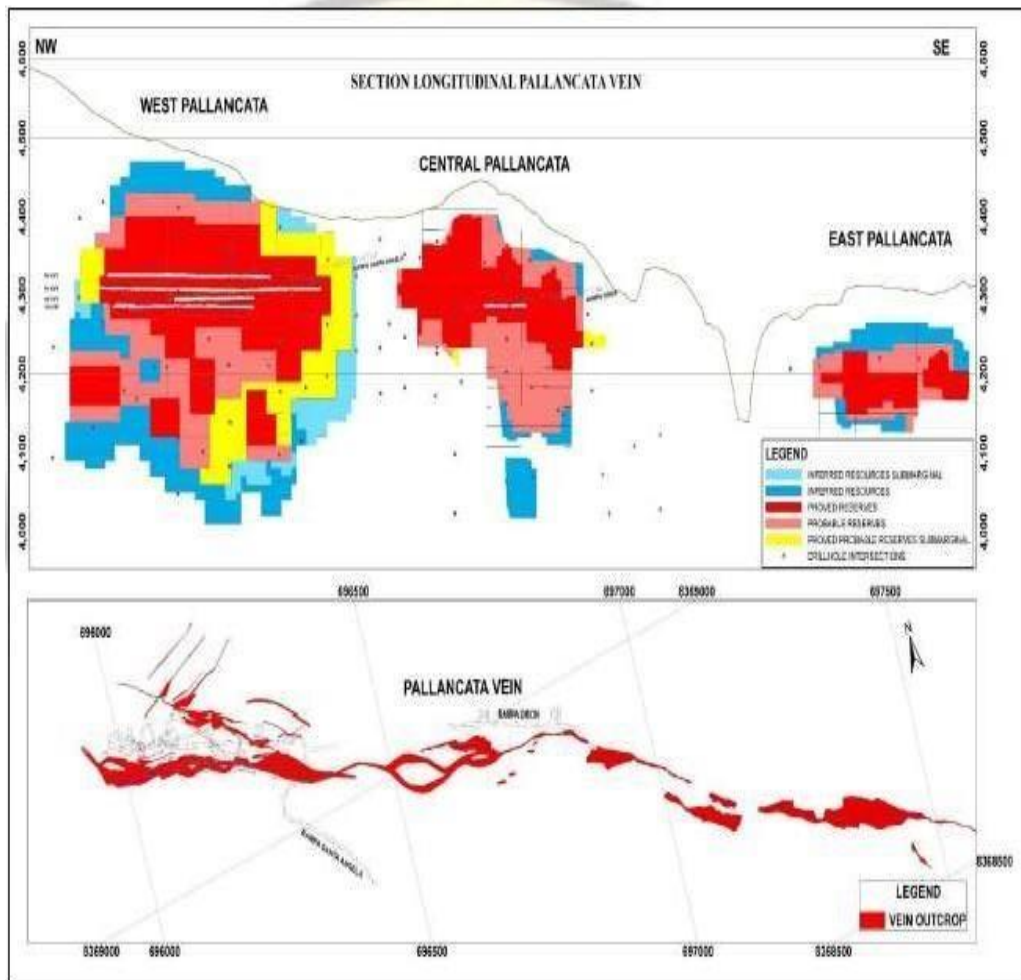 NW
SE
SECTION LONGITUDINAL PALLANCATA VEIN
WEST PALLANCATA
CENTRAL PALLANCATA
EAST PALLANCATA
4,600
4,500
4,400
4,300
4,200
4,100
4,000
4,600
4,500
4,400
4,300
4,200
4,100
4,000
LEGEND
INFERRED RESOURCES SUBMARGINAL
INFERRED RESOURCES
PROVED RESERVES
PROBABLE RESERVES
PROVED PROBABLE RESERVES SUBMARGINAL
DRILLHOLE INTERSECTIONS
696500
697000
8369000
697500
696000
N
PALLANCATA VEIN
RAMPA SANTA ANGELA
8368500
LEGEND
VEIN OUTCROP
8369000
696000
696500
697000
8368500